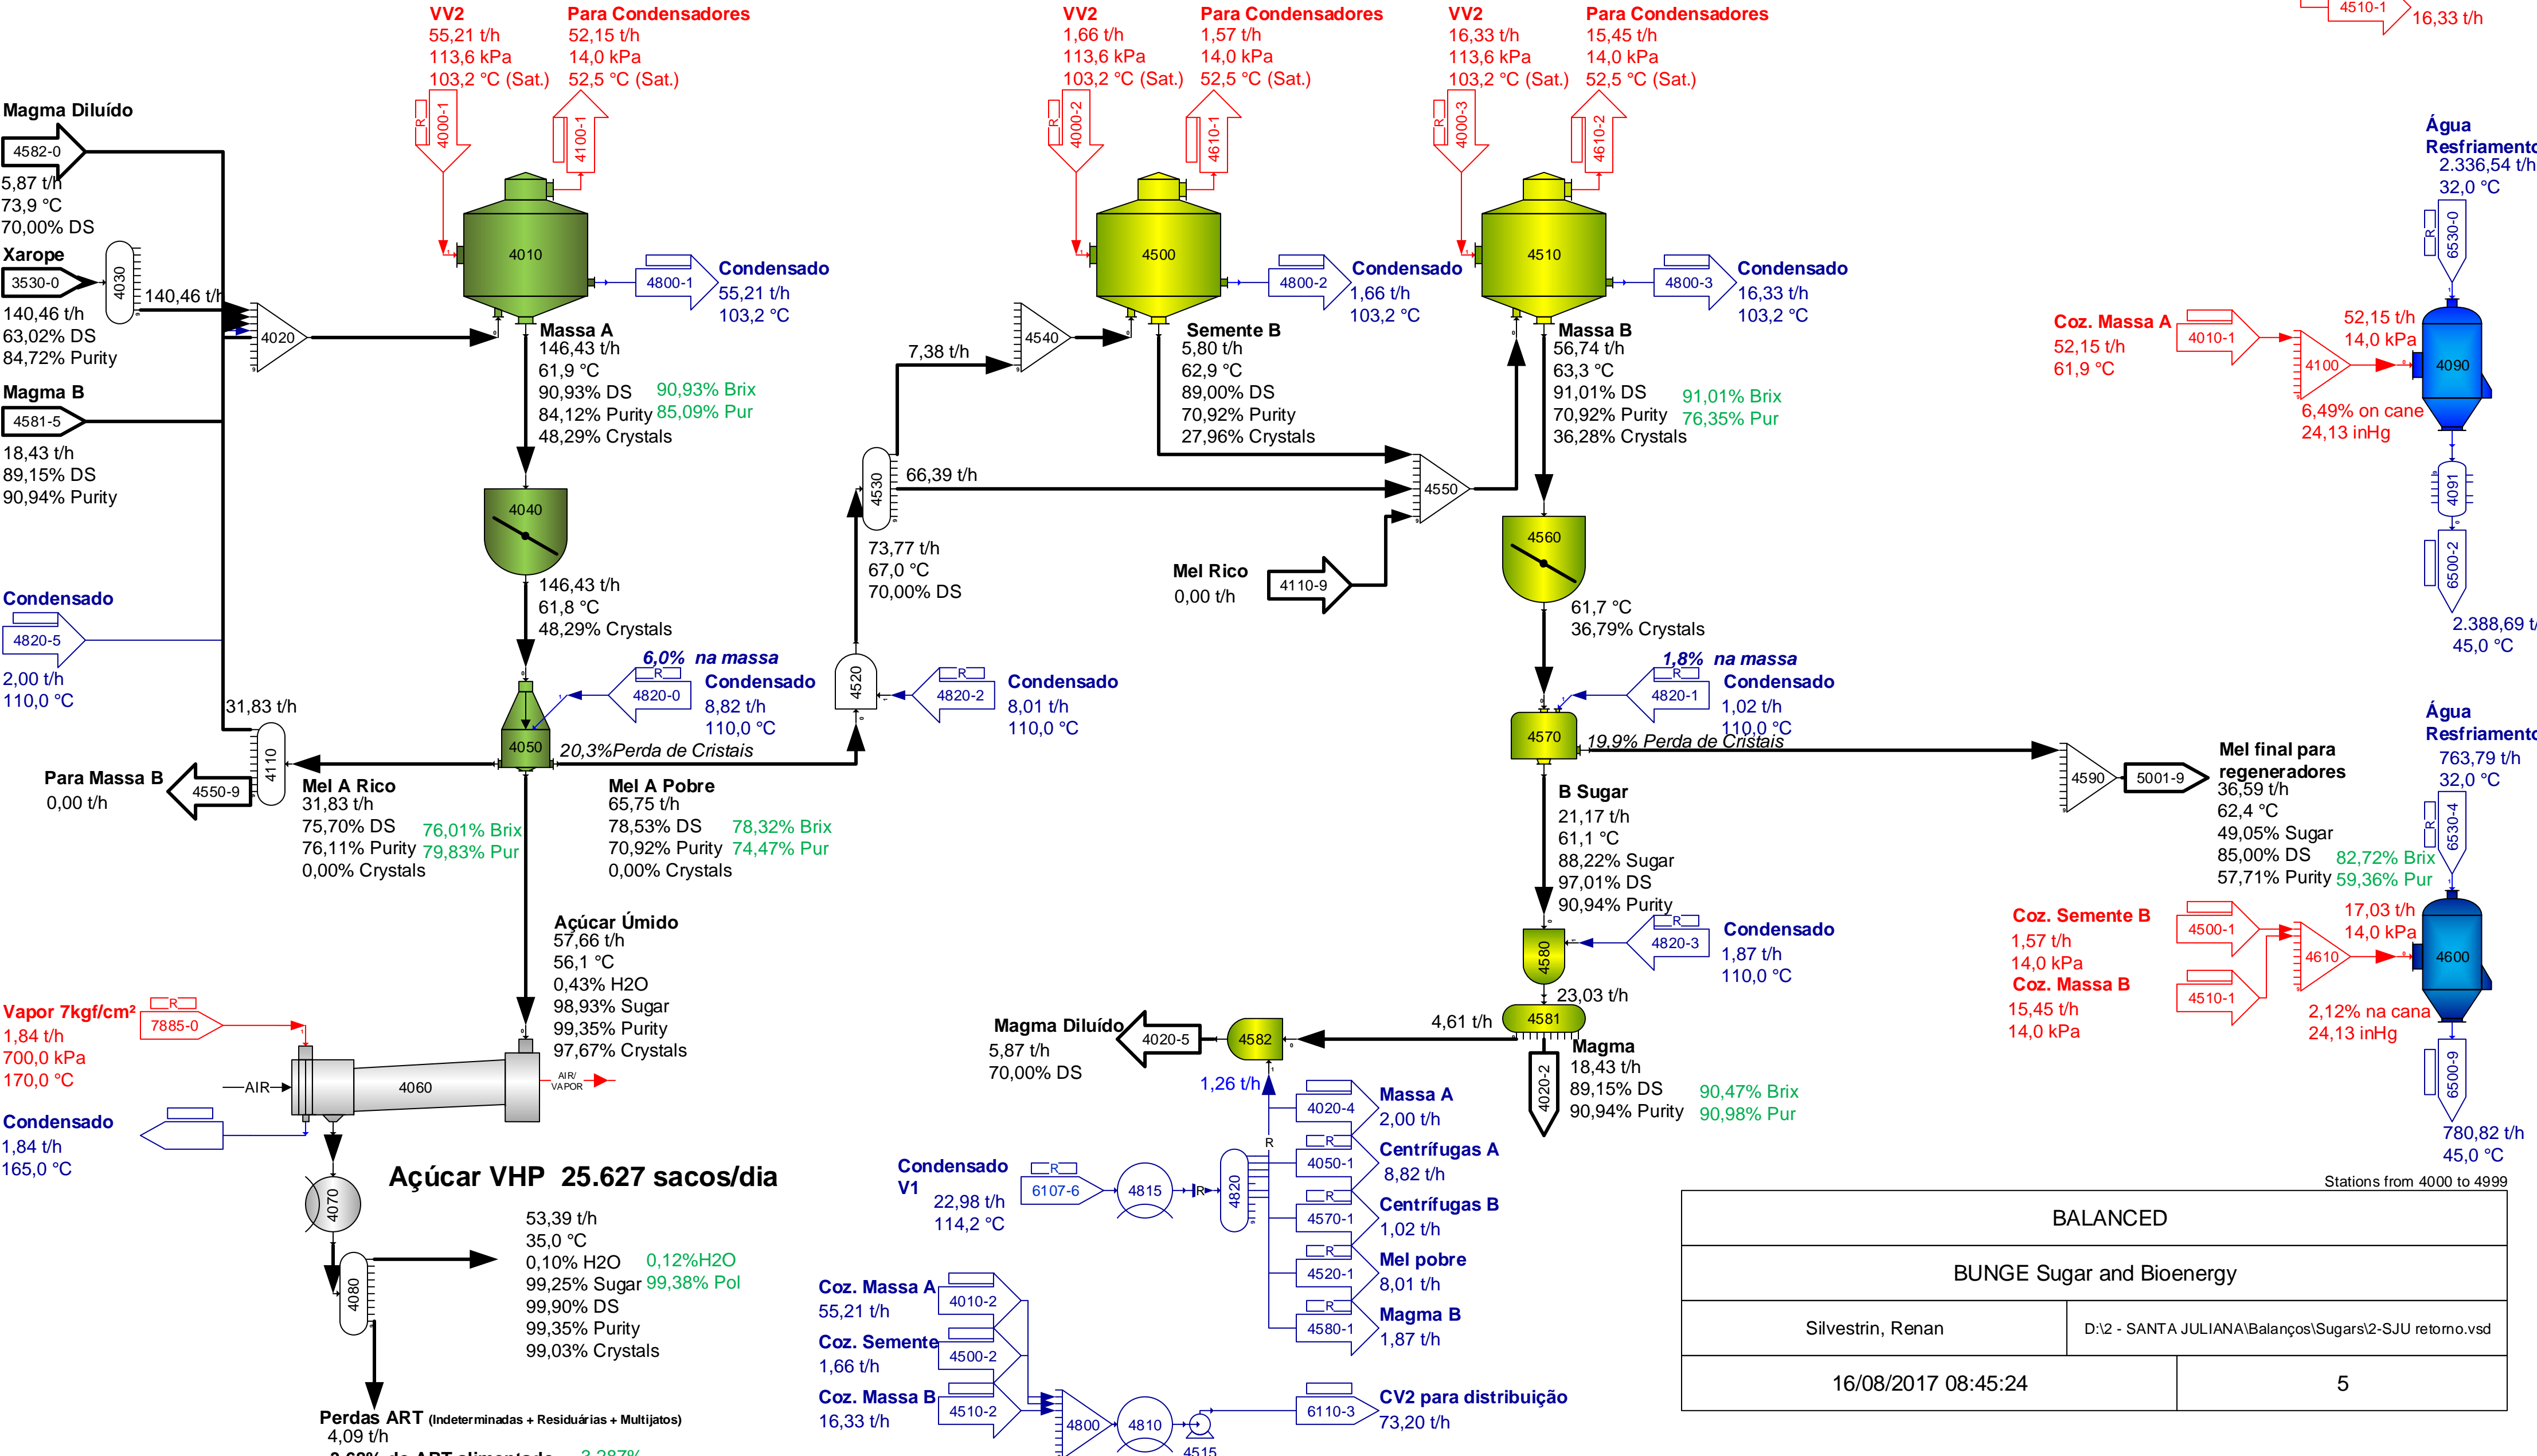 VV2
55,21 t/h
113,6 kPa
103,2 °C (Sat.)
Para Condensadores
52,15 t/h
14,0 kPa
52,5 °C (Sat.)
VV2
1,66 t/h
113,6 kPa
103,2 °C (Sat.)
Para Condensadores
1,57 t/h
14,0 kPa
52,5 °C (Sat.)
VV2
16,33 t/h
113,6 kPa
103,2 °C (Sat.)
Para Condensadores
15,45 t/h
14,0 kPa
52,5 °C (Sat.)
4510-1
16,33 t/h
R
4000-1
4100-1
R
4000-2
4610-1
R
4000-3
4610-2
Magma Diluído
4582-0
5,87 t/h
73,9 °C
70,00% DS
Xarope
3530-0
4030
140,46 t/h
140,46 t/h
63,02% DS
84,72% Purity
4020
Magma B
4581-5
18,43 t/h
89,15% DS
90,94% Purity
Condensado
4820-5
2,00 t/h
110,0 °C
4010
4800-1
Condensado
55,21 t/h
103,2 °C
Massa A
146,43 t/h
61,9 °C
90,93% DS
84,12% Purity
48,29% Crystals
90,93% Brix
85,09% Pur
4040
146,43 t/h
61,8 °C
48,29% Crystals
6,0% na massa
R
4820-0
Condensado
8,82 t/h
110,0 °C
4050
20,3%Perda de Cristais
31,83 t/h
4110
Para Massa B
0,00 t/h
4550-9
Mel A Rico
31,83 t/h
75,70% DS
76,11% Purity
0,00% Crystals
76,01% Brix
79,83% Pur
Mel A Pobre
65,75 t/h
78,53% DS
70,92% Purity
0,00% Crystals
78,32% Brix
74,47% Pur
4520
R
4820-2
Condensado
8,01 t/h
110,0 °C
73,77 t/h
67,0 °C
70,00% DS
4530
7,38 t/h
66,39 t/h
4540
4500
4800-2
Condensado
1,66 t/h
103,2 °C
Semente B
5,80 t/h
62,9 °C
89,00% DS
70,92% Purity
27,96% Crystals
4550
Mel Rico
0,00 t/h
4110-9
4510
4800-3
Condensado
16,33 t/h
103,2 °C
Massa B
56,74 t/h
63,3 °C
91,01% DS
70,92% Purity
36,28% Crystals
91,01% Brix
76,35% Pur
4560
61,7 °C
36,79% Crystals
1,8% na massa
R
4820-1
Condensado
1,02 t/h
110,0 °C
4570
19,9% Perda de Cristais
B Sugar
21,17 t/h
61,1 °C
88,22% Sugar
97,01% DS
90,94% Purity
4580
R
4820-3
Condensado
1,87 t/h
110,0 °C
23,03 t/h
4581
4,61 t/h
4582
1,26 t/h
4020-5
Magma Diluído
5,87 t/h
70,00% DS
4020-2
Magma
18,43 t/h
89,15% DS
90,94% Purity
90,47% Brix
90,98% Pur
4590
5001-9
Mel final para
regeneradores
36,59 t/h
62,4 °C
49,05% Sugar
85,00% DS
57,71% Purity
82,72% Brix
59,36% Pur
Água
Resfriamento
2.336,54 t/h
32,0 °C
R
6530-0
Coz. Massa A
52,15 t/h
61,9 °C
4010-1
4100
52,15 t/h
14,0 kPa
4090
6,49% on cane
24,13 inHg
4091
6500-2
2.388,69 t/
45,0 °C
Água
Resfriamento
763,79 t/h
32,0 °C
R
6530-4
Coz. Semente B
1,57 t/h
14,0 kPa
4500-1
Coz. Massa B
15,45 t/h
14,0 kPa
4510-1
4610
17,03 t/h
14,0 kPa
4600
2,12% na cana
24,13 inHg
6500-9
780,82 t/h
45,0 °C
Açúcar Úmido
57,66 t/h
56,1 °C
0,43% H2O
98,93% Sugar
99,35% Purity
97,67% Crystals
Vapor 7kgf/cm²
1,84 t/h
700,0 kPa
170,0 °C
R
7885-0
AIR
4060
AIR/
VAPOR
Condensado
1,84 t/h
165,0 °C
4070
Açúcar VHP 25.627 sacos/dia
4080
53,39 t/h
35,0 °C
0,10% H2O
99,25% Sugar
99,90% DS
99,35% Purity
99,03% Crystals
0,12%H2O
99,38% Pol
Perdas ART (Indeterminadas + Residuárias + Multijatos)
4,09 t/h
Condensado
V1
22,98 t/h
114,2 °C
R
6107-6
4815
R
4820
R
4020-4
Massa A
2,00 t/h
R
4050-1
Centrífugas A
8,82 t/h
R
4570-1
Centrífugas B
1,02 t/h
R
4520-1
Mel pobre
8,01 t/h
R
4580-1
Magma B
1,87 t/h
Coz. Massa A
55,21 t/h
4010-2
Coz. Semente
1,66 t/h
4500-2
Coz. Massa B
16,33 t/h
4510-2
4800
4810
4515
6110-3
CV2 para distribuição
73,20 t/h
Stations from 4000 to 4999
BALANCED
BUNGE Sugar and Bioenergy
Silvestrin, Renan
D:\2 - SANTA JULIANA\Balanços\Sugars\2-SJU retorno.vsd
16/08/2017 08:45:24
5